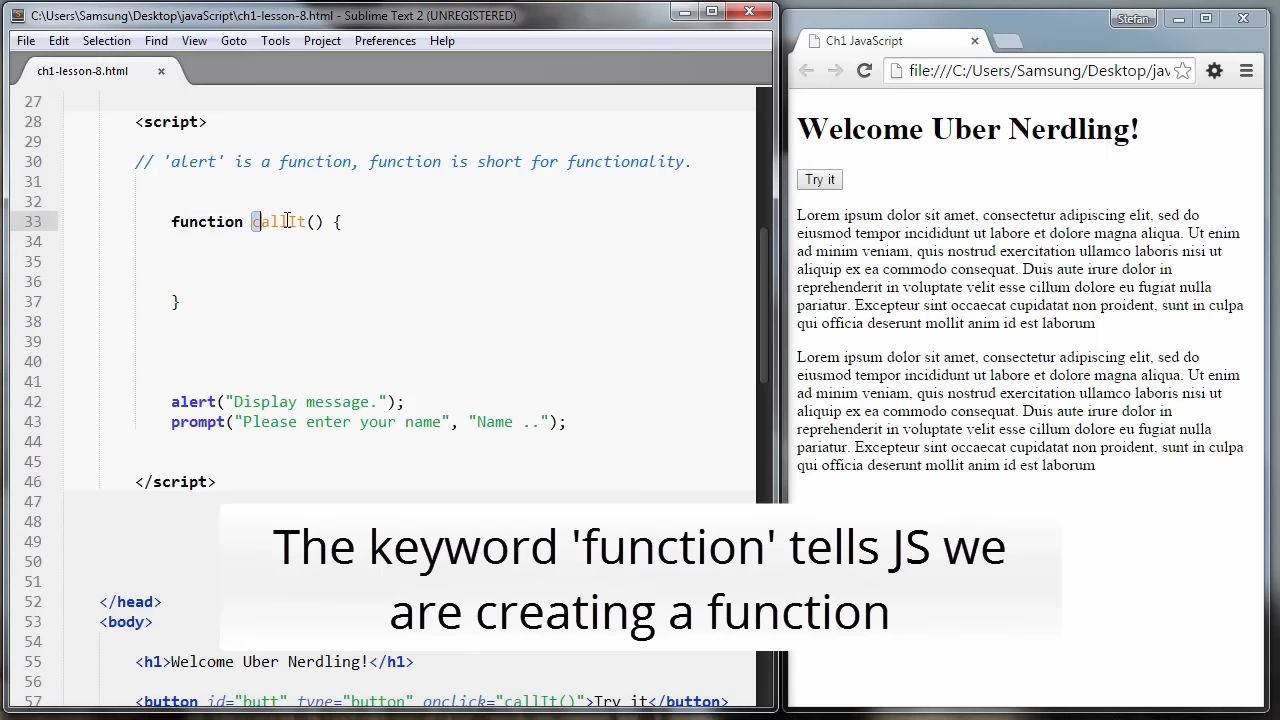 C:\Users\Samsung\Desktop\javaScript\ch1-lesson-8.html - Sublime Text 2 (UNREGISTERED)
File Edit Selection Find View Goto Tools Project Preferences Help
ch1-lesson-8.html
27
28 <script>
29
30 // 'alert' is a function, function is short for functionality.
31
32
33 function callIt() {
34
35
36
37 }
38
39
40
41
42 alert("Display message.");
43 prompt("Please enter your name", "Name ..");
44
45
46 </script>
47
48
49
50
51
52 </head>
53 <body>
54
55 <h1>Welcome Uber Nerdling!</h1>
56
57 <button id="butt" type="button" onclick="callIt()">Try it</button>
The keyword 'function' tells JS we
are creating a function
Stefan
Ch1 JavaScript
file:///C:/Users/Samsung/Desktop/jav
Welcome Uber Nerdling!
Try it
Lorem ipsum dolor sit amet, consectetur adipiscing elit, sed do
eiusmod tempor incididunt ut labore et dolore magna aliqua. Ut enim
ad minim veniam, quis nostrud exercitation ullamco laboris nisi ut
aliquip ex ea commodo consequat. Duis aute irure dolor in
reprehenderit in voluptate velit esse cillum dolore eu fugiat nulla
pariatur. Excepteur sint occaecat cupidatat non proident, sunt in culpa
qui officia deserunt mollit anim id est laborum
Lorem ipsum dolor sit amet, consectetur adipiscing elit, sed do
eiusmod tempor incididunt ut labore et dolore magna aliqua. Ut enim
ad minim veniam, quis nostrud exercitation ullamco laboris nisi ut
aliquip ex ea commodo consequat. Duis aute irure dolor in
reprehenderit in voluptate velit esse cillum dolore eu fugiat nulla
pariatur. Excepteur sint occaecat cupidatat non proident, sunt in culpa
qui officia deserunt mollit anim id est laborum